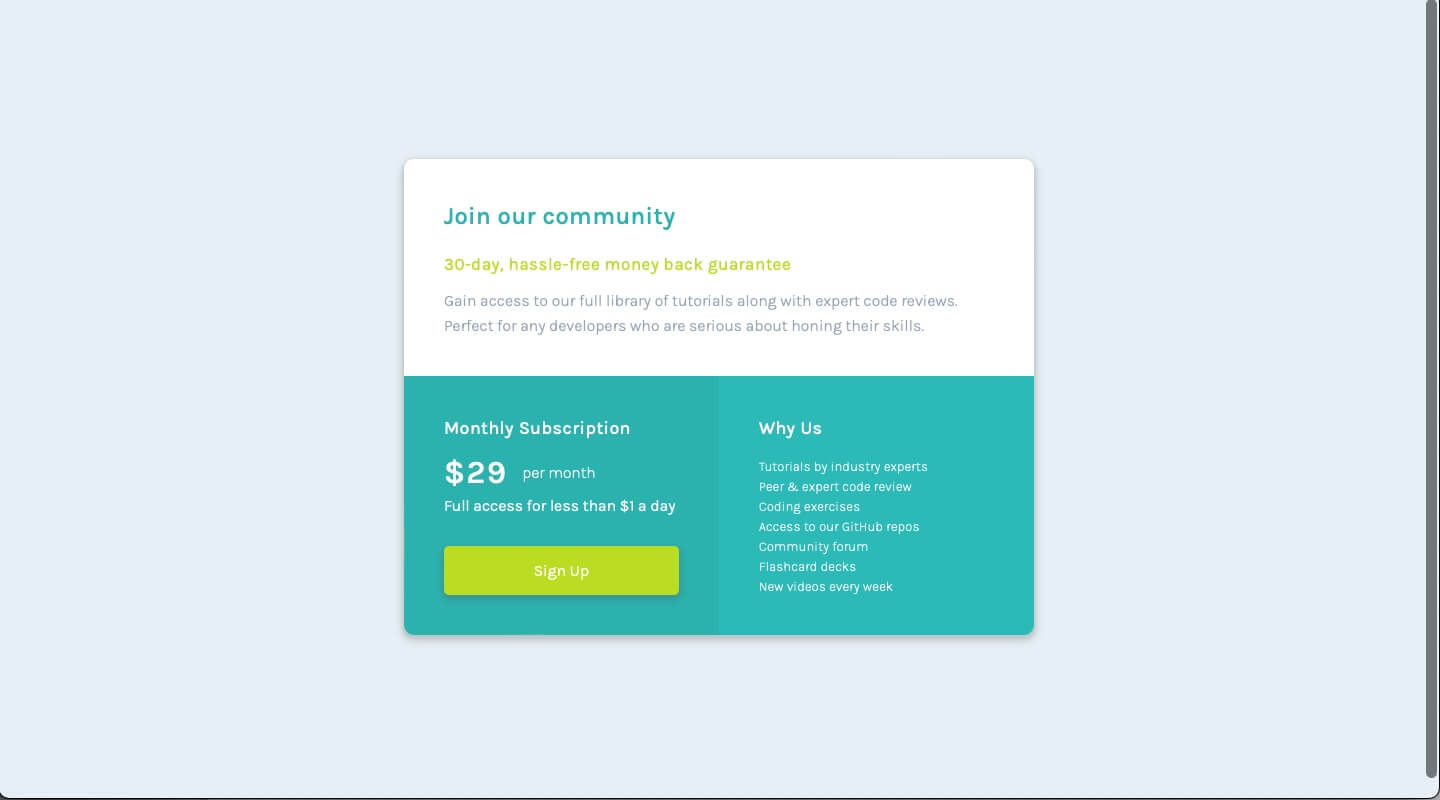 Join our community
30-day, hassle-free money back guarantee
Gain access to our full library of tutorials along with expert code reviews.
Perfect for any developers who are serious about honing their skills.
Monthly Subscription
$29 per month
Full access for less than $1 a day
Sign Up
Why Us
Tutorials by industry experts
Peer & expert code review
Coding exercises
Access to our GitHub repos
Community forum
Flashcard decks
New videos every week